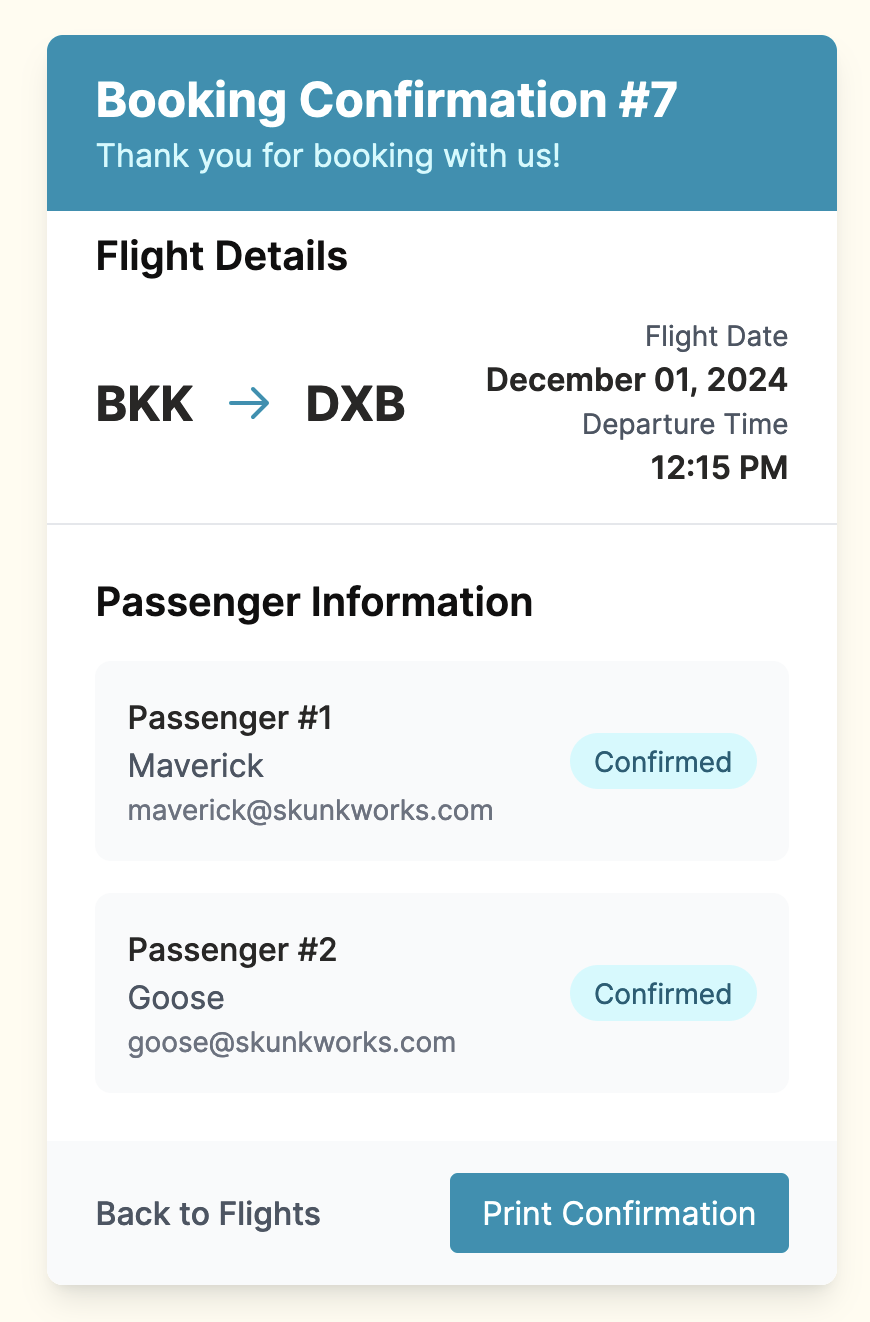 Booking Confirmation #7
Thank you for booking with us!
Flight Details
BKK → DXB
Flight Date
December 01, 2024
Departure Time
12:15 PM
Passenger Information
Passenger #1
Maverick
maverick@skunkworks.com
Confirmed
Passenger #2
Goose
goose@skunkworks.com
Confirmed
Back to Flights
Print Confirmation